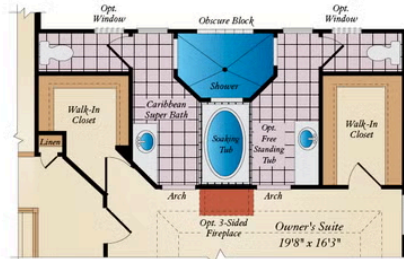 Opt.
Window
Obscure Block
Opt.
Window
Shower
Caribbean
Super Bath
Walk-In
Closet
Linen
Soaking
Tub
Opt.
Free
Standing
Tub
Walk-In
Closet
Arch
Arch
Opt. 3-Sided
Fireplace
Owner's Suite
19'8" x 16'3"